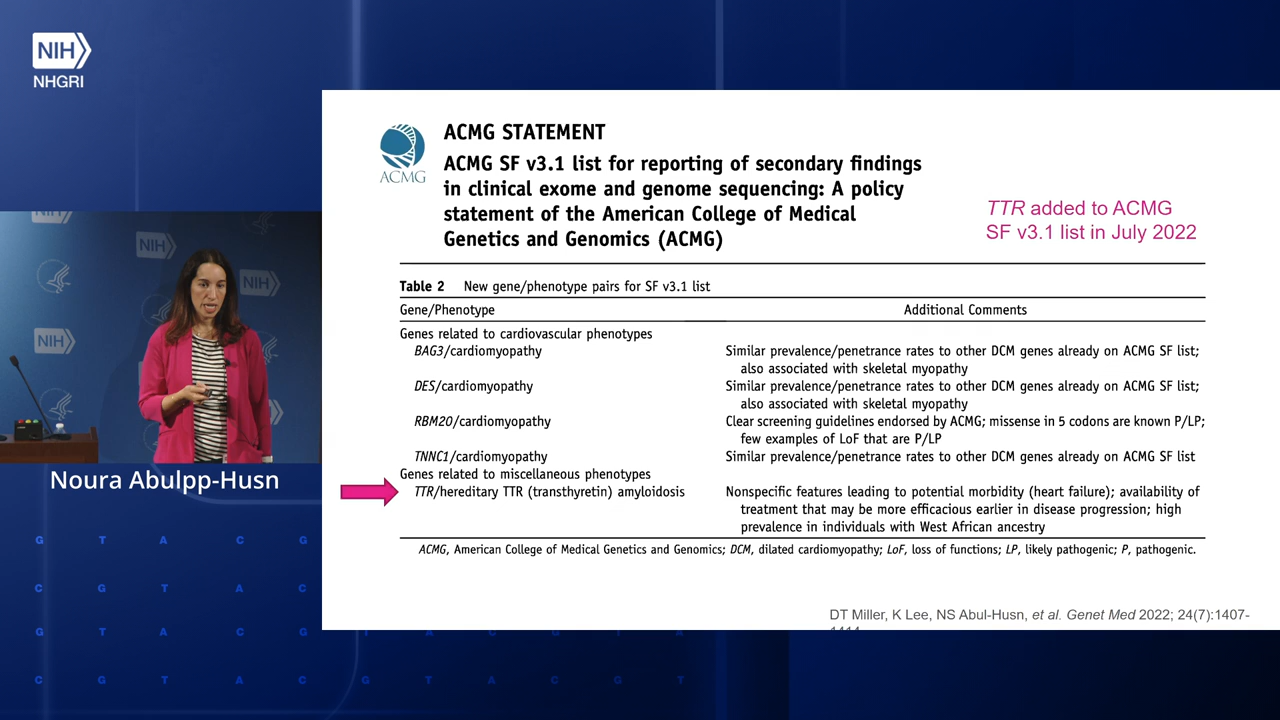 NIH
NHGRI
ACMG STATEMENT
ACMG
ACMG SF v3.1 list for reporting of secondary findings
in clinical exome and genome sequencing: A policy
statement of the American College of Medical
Genetics and Genomics (ACMG)
TTR added to ACMG
SF v3.1 list in July 2022
Table 2 New gene/phenotype pairs for SF v3.1 list
Gene/Phenotype Additional Comments
Genes related to cardiovascular phenotypes
BAG3/cardiomyopathy Similar prevalence/penetrance rates to other DCM genes already on ACMG SF list;
also associated with skeletal myopathy
DES/cardiomyopathy Similar prevalence/penetrance rates to other DCM genes already on ACMG SF list;
also associated with skeletal myopathy
RBM20/cardiomyopathy Clear screening guidelines endorsed by ACMG; missense in 5 codons are known P/LP;
few examples of LoF that are P/LP
TNNC1/cardiomyopathy Similar prevalence/penetrance rates to other DCM genes already on ACMG SF list
Genes related to miscellaneous phenotypes
TTR/hereditary TTR (transthyretin) amyloidosis Nonspecific features leading to potential morbidity (heart failure); availability of
treatment that may be more efficacious earlier in disease progression; high
prevalence in individuals with West African ancestry
ACMG, American College of Medical Genetics and Genomics; DCM, dilated cardiomyopathy; LoF, loss of functions; LP, likely pathogenic; P, pathogenic.
DT Miller, K Lee, NS Abul-Husn, et al. Genet Med 2022; 24(7):1407-
NIH
NIH
NIH
NIH
Noura Abulpp-Husn
G T A C G
C G T A C
G T A C G T A C G T A
C G T A C G T A C G T